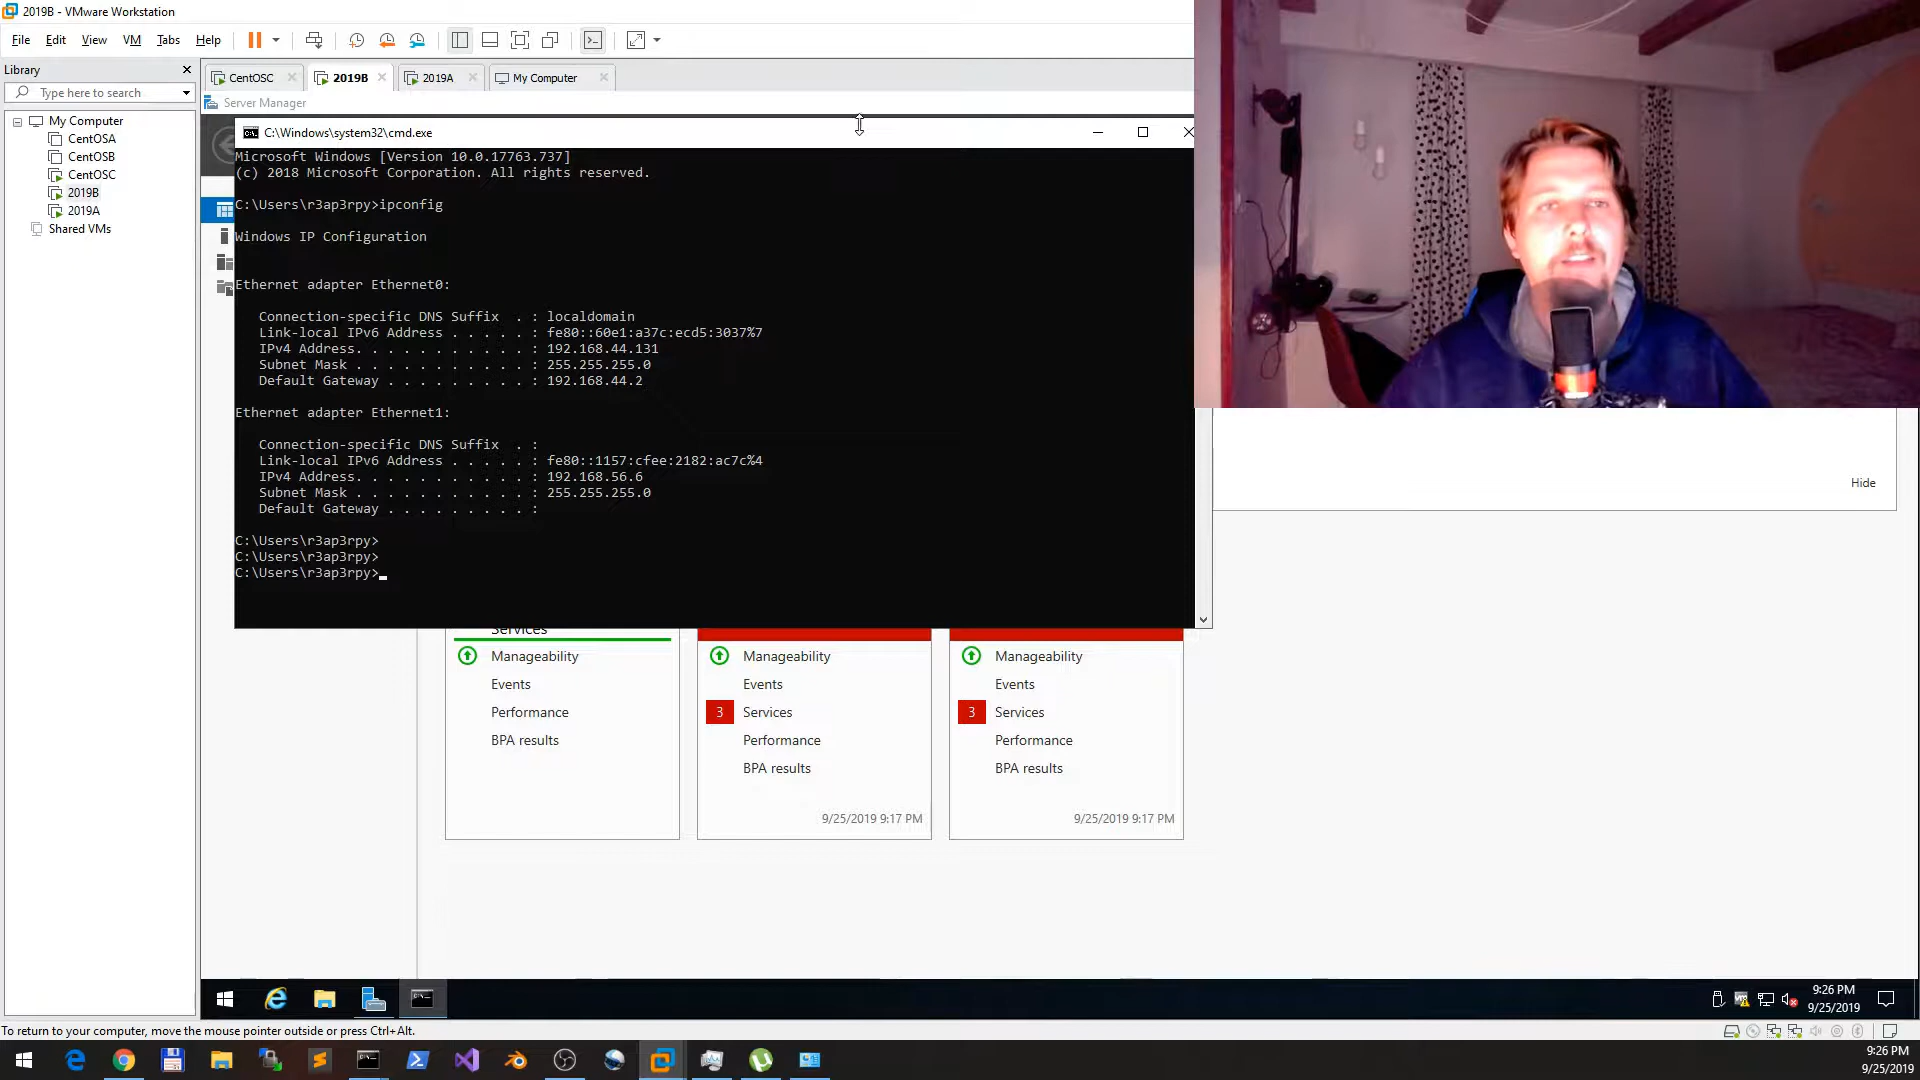 2019B - VMware Workstation
File Edit View VM Tabs Help
Library
Type here to search
My Computer
CentOSA
CentOSB
CentOSC
2019B
2019A
Shared VMs
CentOSC 2019B 2019A My Computer
Server Manager
C:\Windows\system32\cmd.exe
Microsoft Windows [Version 10.0.17763.737]
(c) 2018 Microsoft Corporation. All rights reserved.
C:\Users\r3ap3rpy>ipconfig
Windows IP Configuration
Ethernet adapter Ethernet0:
Connection-specific DNS Suffix . : localdomain
Link-local IPv6 Address . . . . . : fe80::60e1:a37c:ecd5:3037%7
IPv4 Address. . . . . . . . . . . : 192.168.44.131
Subnet Mask . . . . . . . . . . . : 255.255.255.0
Default Gateway . . . . . . . . . : 192.168.44.2
Ethernet adapter Ethernet1:
Connection-specific DNS Suffix . :
Link-local IPv6 Address . . . . . : fe80::1157:cfee:2182:ac7c%4
IPv4 Address. . . . . . . . . . . : 192.168.56.6
Subnet Mask . . . . . . . . . . . : 255.255.255.0
Default Gateway . . . . . . . . . :
C:\Users\r3ap3rpy>
C:\Users\r3ap3rpy>
C:\Users\r3ap3rpy>
Hide
Services
Manageability
Events
Performance
BPA results
Manageability
Events
3 Services
Performance
BPA results
9/25/2019 9:17 PM
Manageability
Events
3 Services
Performance
BPA results
9/25/2019 9:17 PM
9:26 PM
9/25/2019
To return to your computer, move the mouse pointer outside or press Ctrl+Alt.
9:26 PM
9/25/2019